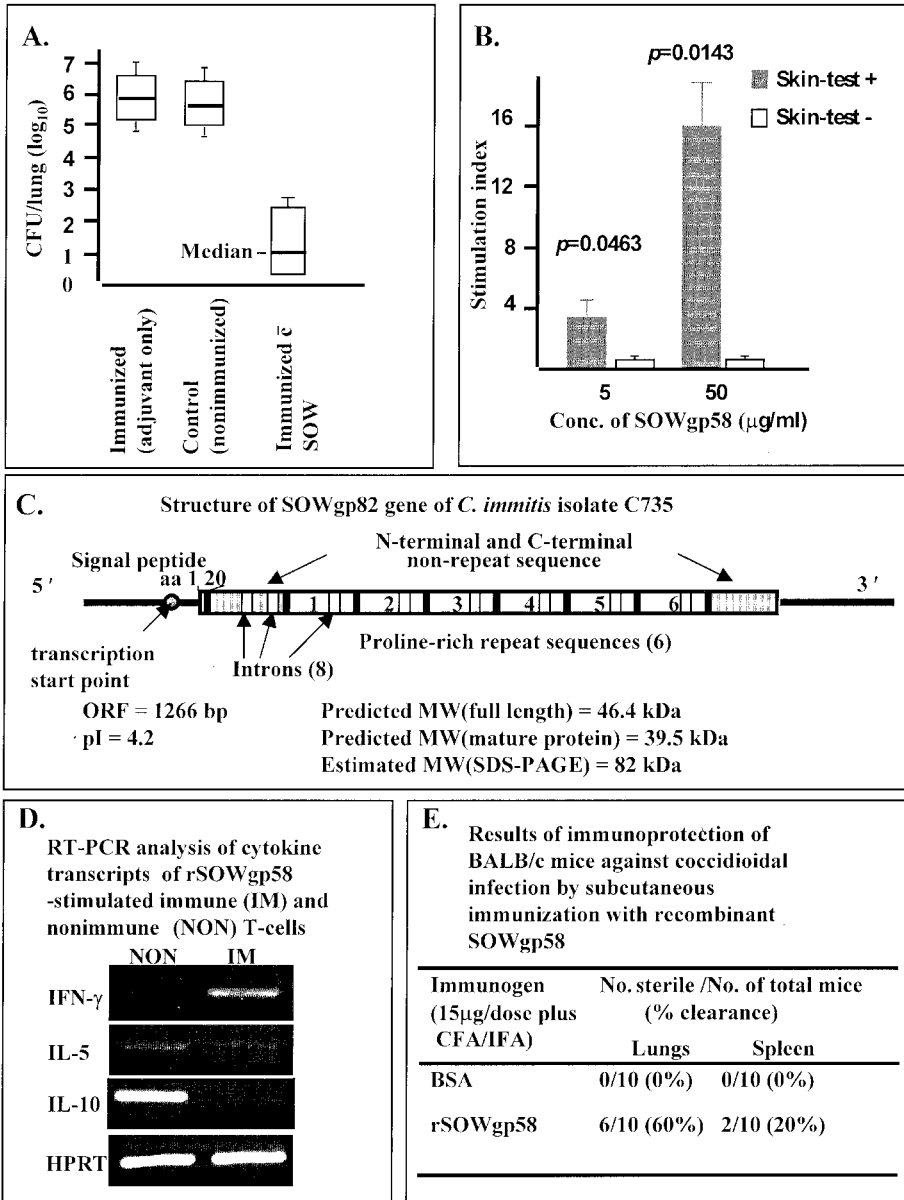 A.
7
6
5
4
3
2
1
0
CFU/lung (log10)
Median
Immunized
(adjuvant only)
Control
(nonimmunized)
Immunized c̄
SOW
B.
p=0.0143
Skin-test +
Skin-test -
16
12
8
4
Stimulation index
p=0.0463
5 50
Conc. of SOWgp58 (µg/ml)
C.
Structure of SOWgp82 gene of C. immitis isolate C735
N-terminal and C-terminal
non-repeat sequence
Signal peptide
aa 1 20
5 ′
3 ′
1 2 3 4 5 6
Proline-rich repeat sequences (6)
transcription
start point
Introns (8)
ORF = 1266 bp
pI = 4.2
Predicted MW(full length) = 46.4 kDa
Predicted MW(mature protein) = 39.5 kDa
Estimated MW(SDS-PAGE) = 82 kDa
D.
RT-PCR analysis of cytokine
transcripts of rSOWgp58
-stimulated immune (IM) and
nonimmune (NON) T-cells
NON IM
IFN-γ
IL-5
IL-10
HPRT
E.
Results of immunoprotection of
BALB/c mice against coccidioidal
infection by subcutaneous
immunization with recombinant
SOWgp58
Immunogen No. sterile /No. of total mice
(15µg/dose plus (% clearance)
CFA/IFA)
Lungs Spleen
BSA 0/10 (0%) 0/10 (0%)
rSOWgp58 6/10 (60%) 2/10 (20%)